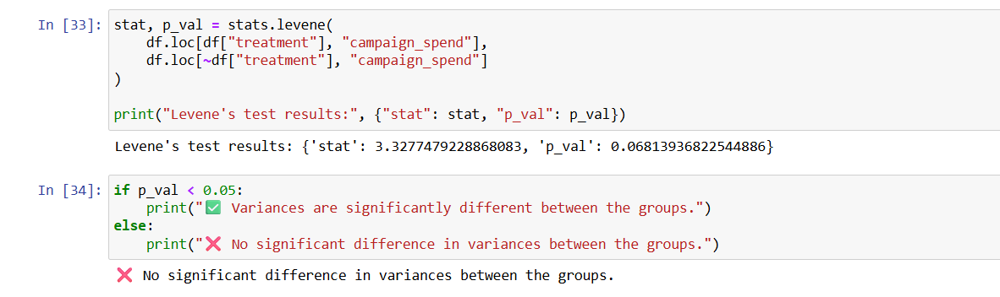 In [33]: stat, p_val = stats.levene(
    df.loc[df["treatment"], "campaign_spend"],
    df.loc[~df["treatment"], "campaign_spend"]
)
print("Levene's test results:", {"stat": stat, "p_val": p_val})
Levene's test results: {'stat': 3.3277479228868083, 'p_val': 0.06813936822544886}
In [34]: if p_val < 0.05:
    print("✅ Variances are significantly different between the groups.")
else:
    print("❌ No significant difference in variances between the groups.")
❌ No significant difference in variances between the groups.